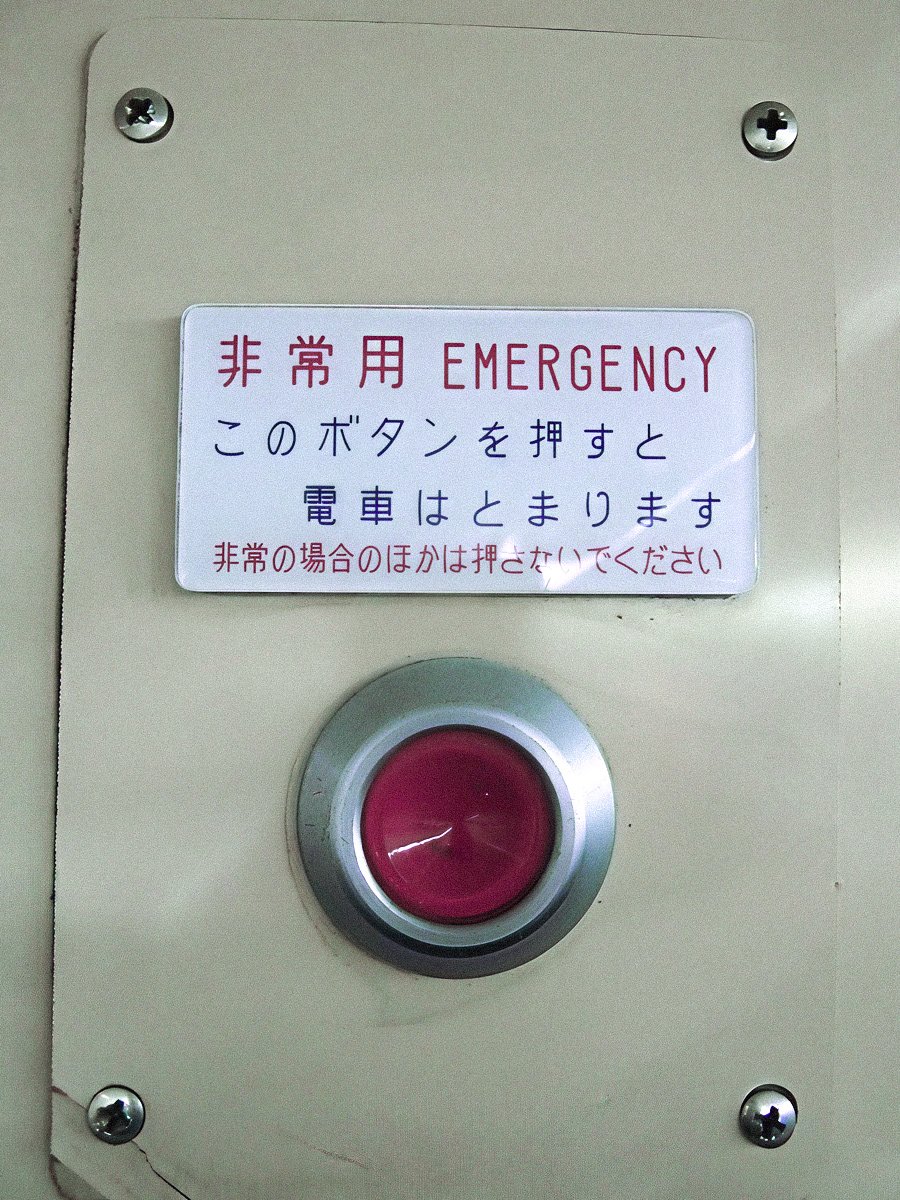 非常用 EMERGENCY
このボタンを押すと
電車はとまります
非常の場合のほかは押さないでください